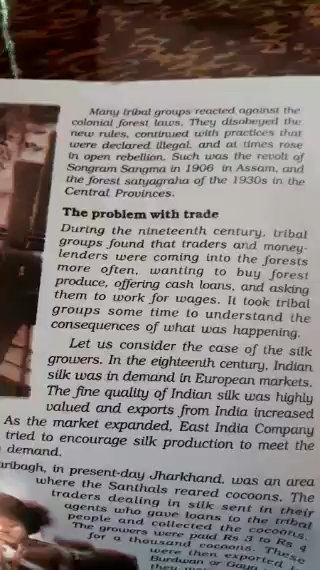 Many tribal groups reacted against the
colonial forest laws. They disobeyed the
new rules, continued with practices that
were declared illegal, and at times rose
in open rebellion. Such was the revolt of
Songram Sangma in 1906 in Assam, and
the forest satyagraha of the 1930s in the
Central Provinces.
The problem with trade
During the nineteenth century, tribal
groups found that traders and money-
lenders were coming into the forests
more often, wanting to buy forest
produce, offering cash loans, and asking
them to work for wages. It took tribal
groups some time to understand the
consequences of what was happening.
Let us consider the case of the silk
growers. In the eighteenth century, Indian
silk was in demand in European markets.
The fine quality of Indian silk was highly
valued and exports from India increased
As the market expanded, East India Company
tried to encourage silk production to meet the
demand.
aribagh, in present-day Jharkhand, was an area
where the Santhals reared cocoons. The
traders dealing in silk sent in their
agents who gave loans to the tribal
people and collected the cocoons.
The growers were paid Rs 3 to Rs 4
for a thousand cocoons. These
were then exported
Burdwan or Gaya
they